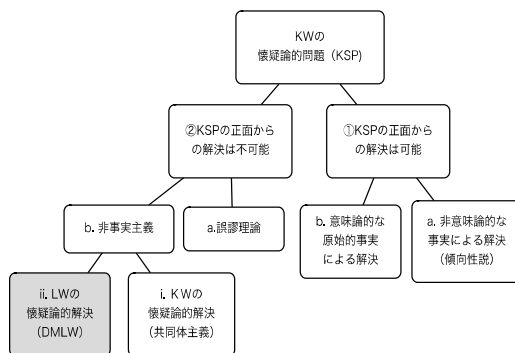 KWの
懐疑論的問題（KSP)
②KSPの正面から
の解決は不可能
①KSPの正面から
の解決は可能
b. 非事実主義
a.誤謬理論
b. 意味論的な
原始的事実
による解決
a. 非意味論的な
事実による解決
（傾向性説）
ii. LWの
懐疑論的解決
（DMLW）
i. KWの
懐疑論的解決
（共同体主義）